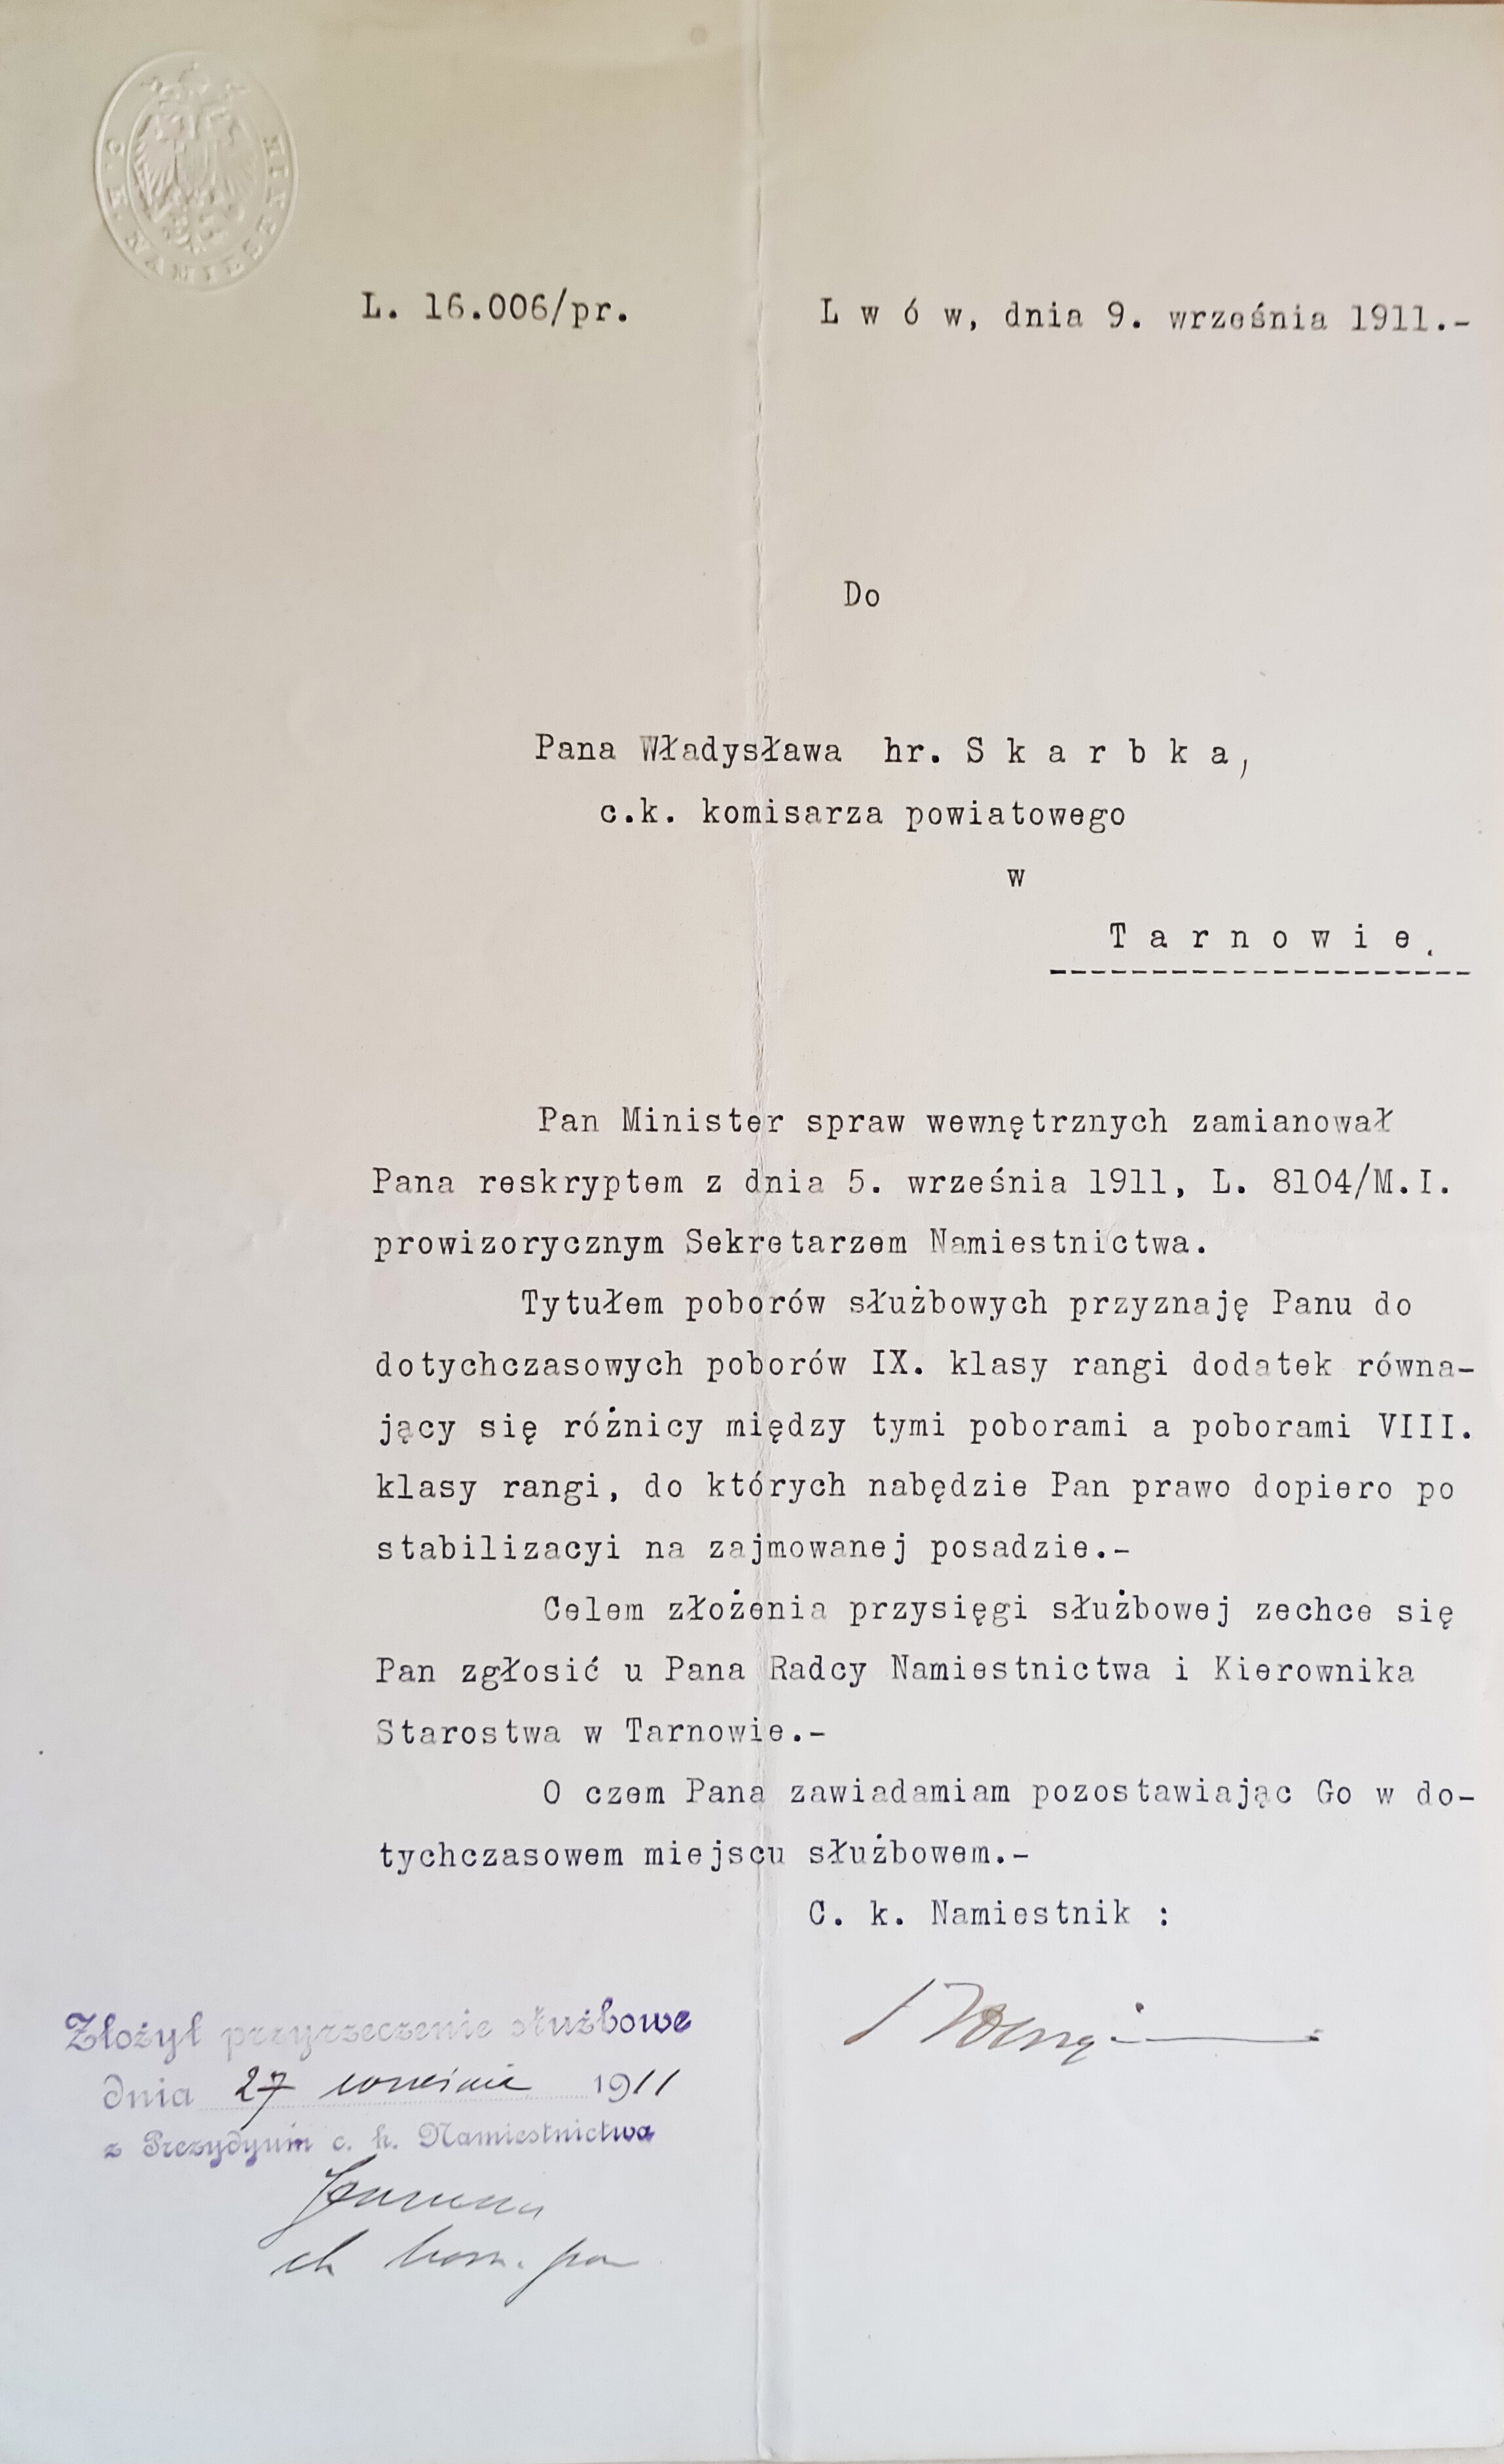 C. K. NAMIESTNIK
L. 16.006/pr.
L w ó w, dnia 9. września 1911.-
Do
Pana Władysława hr. S k a r b k a,
c.k. komisarza powiatowego
w
T a r n o w i e.
Pan Minister spraw wewnętrznych zamianował
Pana reskryptem z dnia 5. września 1911, L. 8104/M.I.
prowizorycznym Sekretarzem Namiestnictwa.
Tytułem poborów służbowych przyznaję Panu do
dotychczasowych poborów IX. klasy rangi dodatek równa-
jący się różnicy między tymi poborami a poborami VIII.
klasy rangi, do których nabędzie Pan prawo dopiero po
stabilizacyi na zajmowanej posadzie.-
Celem złożenia przysięgi służbowej zechce się
Pan zgłosić u Pana Radcy Namiestnictwa i Kierownika
Starostwa w Tarnowie.-
O czem Pana zawiadamiam pozostawiając Go w do-
tychczasowem miejscu służbowem.-
C. k. Namiestnik :
Złożył przyrzeczenie służbowe
dnia 27 września 1911
z Prezydyum c. k. Namiestnictwa
ck kom. pow